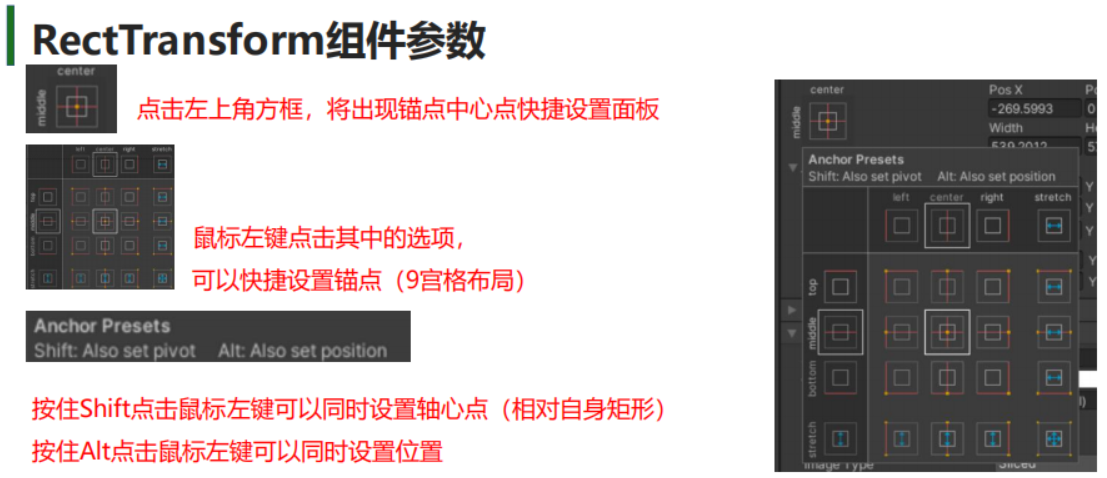 RectTransform组件参数
center
middle
点击左上角方框，将出现锚点中心点快捷设置面板
left center right stretch
top
middle
bottom
stretch
鼠标左键点击其中的选项，
可以快捷设置锚点（9宫格布局）
Anchor Presets
Shift: Also set pivot Alt: Also set position
按住Shift点击鼠标左键可以同时设置轴心点（相对自身矩形）
按住Alt点击鼠标左键可以同时设置位置
center
middle
Pos X
-269.5993
0
Width
539.2012
Anchor Presets
Shift: Also set pivot Alt: Also set position
left center right stretch
top
middle
bottom
stretch
Y
Y
Y
Y
Y
Image Type
Sliced